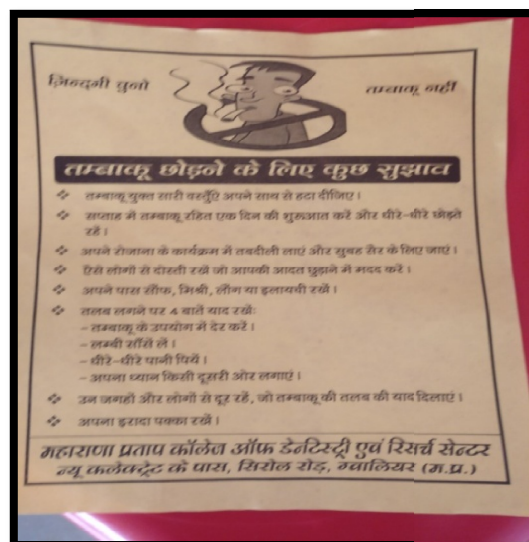 ज़िन्दगी चुनो
तम्बाकू नहीं
तम्बाकू छोड़ने के लिए कुछ सुझाव
❖ तम्बाकू युक्त सारी वस्तुएँ अपने साथ से हटा दीजिए।
❖ सप्ताह में तम्बाकू रहित एक दिन की शुरूआत करें और धीरे-धीरे छोड़ते
रहें।
❖ अपने रोजाना के कार्यक्रम में तबदीली लाएं और सुबह सैर के लिए जाएं।
❖ ऐसे लोगों से दोस्ती रखें जो आपकी आदत छुड़ाने में मदद करें।
❖ अपने पास सौंफ, मिश्री, लौंग या इलायची रखें।
❖ तलब लगने पर 4 बातें याद रखें:
- तम्बाकू के उपयोग में देर करें।
- लम्बी साँसें लें।
- धीरे-धीरे पानी पियें।
- अपना ध्यान किसी दूसरी ओर लगाएं।
❖ उन जगहों और लोगों से दूर रहें, जो तम्बाकू की तलब की याद दिलाएं।
❖ अपना इरादा पक्का रखें।
महाराणा प्रताप कॉलेज ऑफ डेन्टिस्ट्री एवं रिसर्च सेन्टर
न्यू कलेक्ट्रेट के पास, सिरोल रोड़, ग्वालियर (म.प्र.)